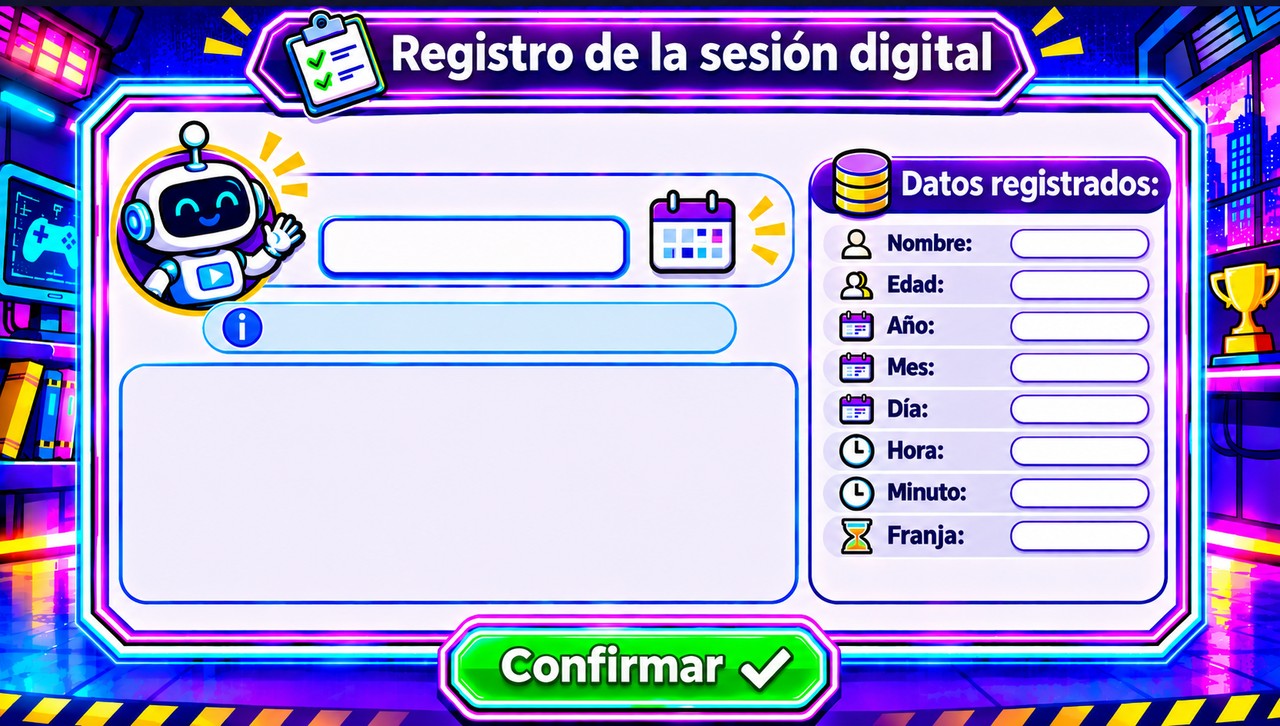 Registro de la sesión digital
Datos registrados:
Nombre:
Edad:
Año:
Mes:
Día:
Hora:
Minuto:
Franja:
Confirmar